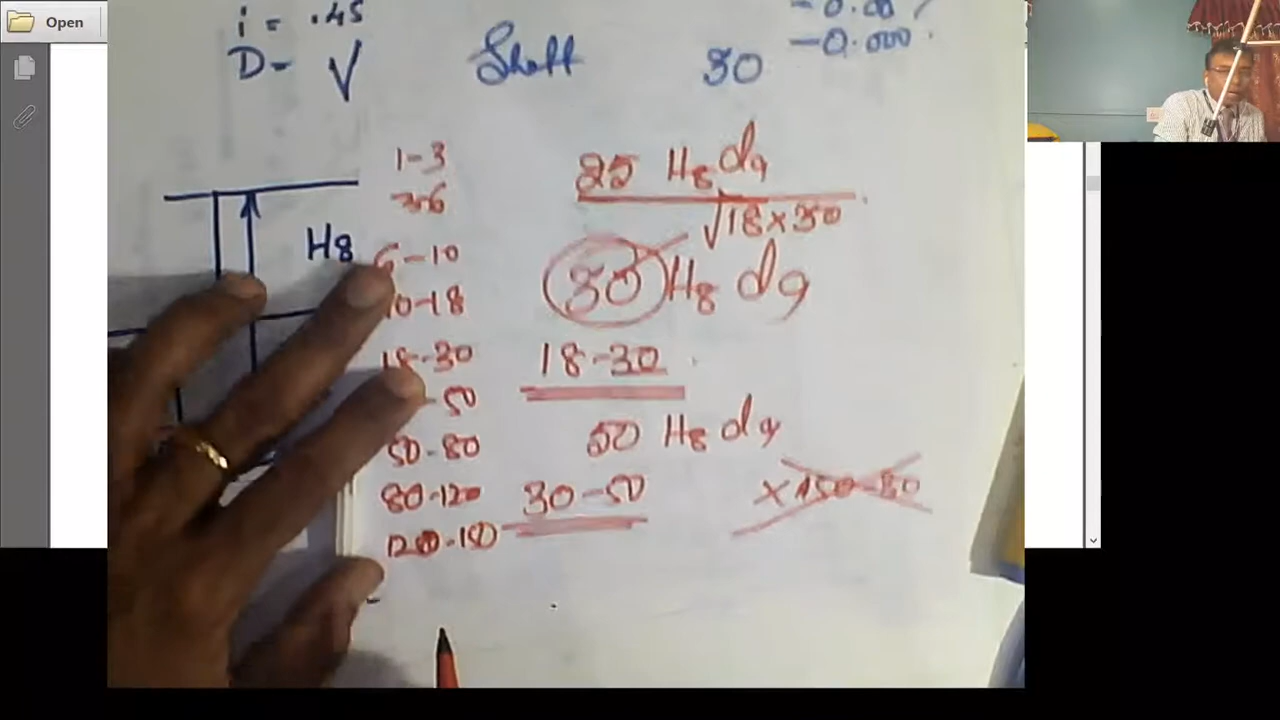 Open
i = .45
D = √
Shaft 30
-0.000
1-3
3-6
6-10
10-18
18-30
-50
50-80
80-120
120-180
H8
25 H8 d9
√18×30
30 H8 d9
18-30
50 H8 d9
30-50